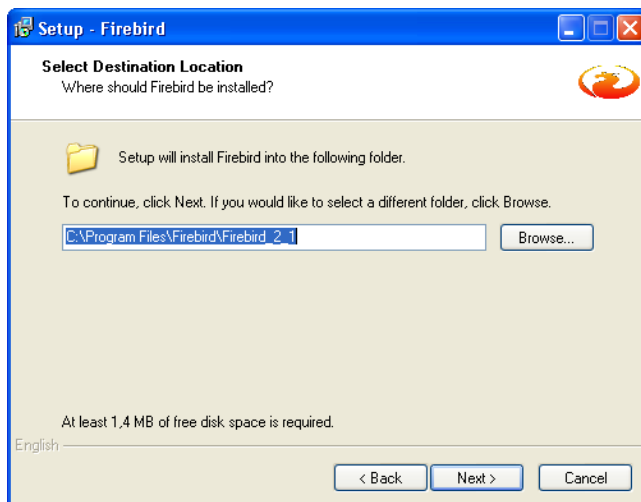 Setup - Firebird
Select Destination Location
Where should Firebird be installed?
Setup will install Firebird into the following folder.
To continue, click Next. If you would like to select a different folder, click Browse.
C:\Program Files\Firebird\Firebird_2_1
Browse...
At least 1,4 MB of free disk space is required.
English
< Back
Next >
Cancel